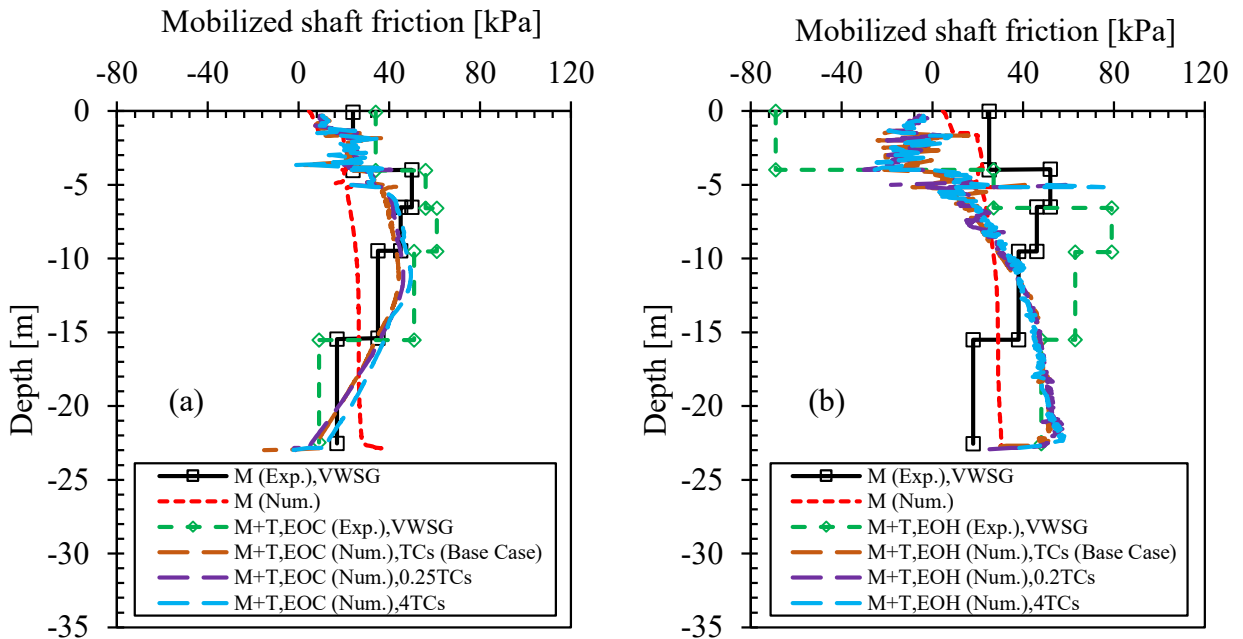 Mobilized shaft friction [kPa]
-80 -40 0 40 80 120
0
-5
-10
-15
-20
-25
-30
-35
Depth [m]
(a)
M (Exp.),VWSG
M (Num.)
M+T,EOC (Exp.),VWSG
M+T,EOC (Num.),TCs (Base Case)
M+T,EOC (Num.),0.25TCs
M+T,EOC (Num.),4TCs
Mobilized shaft friction [kPa]
-80 -40 0 40 80 120
0
-5
-10
-15
-20
-25
-30
-35
Depth [m]
(b)
M (Exp.),VWSG
M (Num.)
M+T,EOH (Exp.),VWSG
M+T,EOH (Num.),TCs (Base Case)
M+T,EOH (Num.),0.2TCs
M+T,EOH (Num.),4TCs